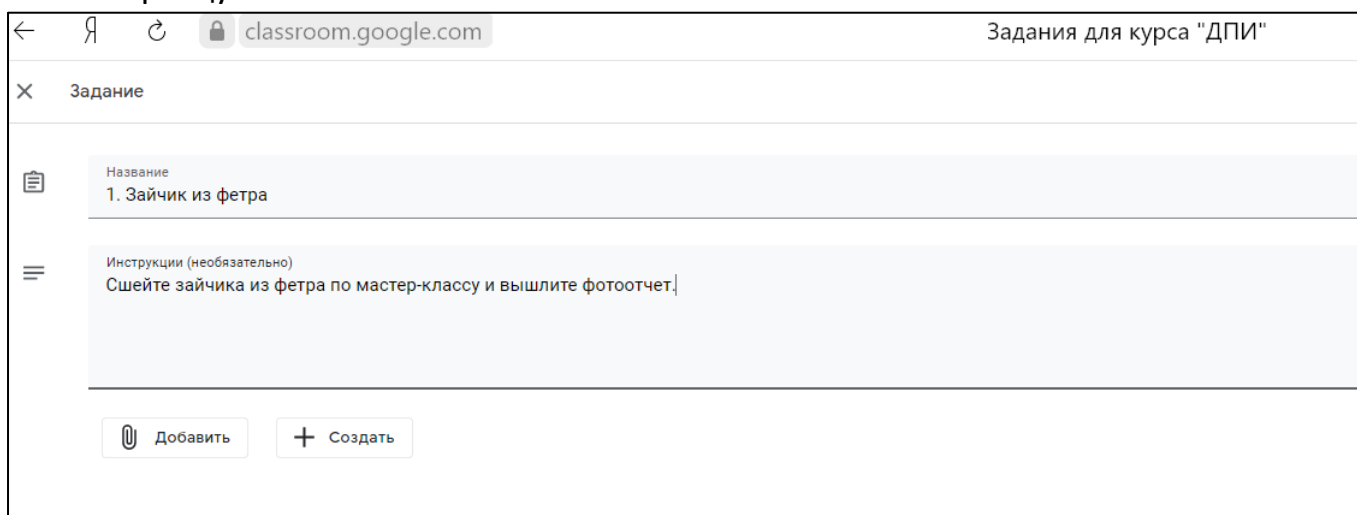 Я classroom.google.com Задания для курса "ДПИ"
Задание
Название
1. Зайчик из фетра
Инструкции (необязательно)
Сшейте зайчика из фетра по мастер-классу и вышлите фотоотчет.
Добавить Создать